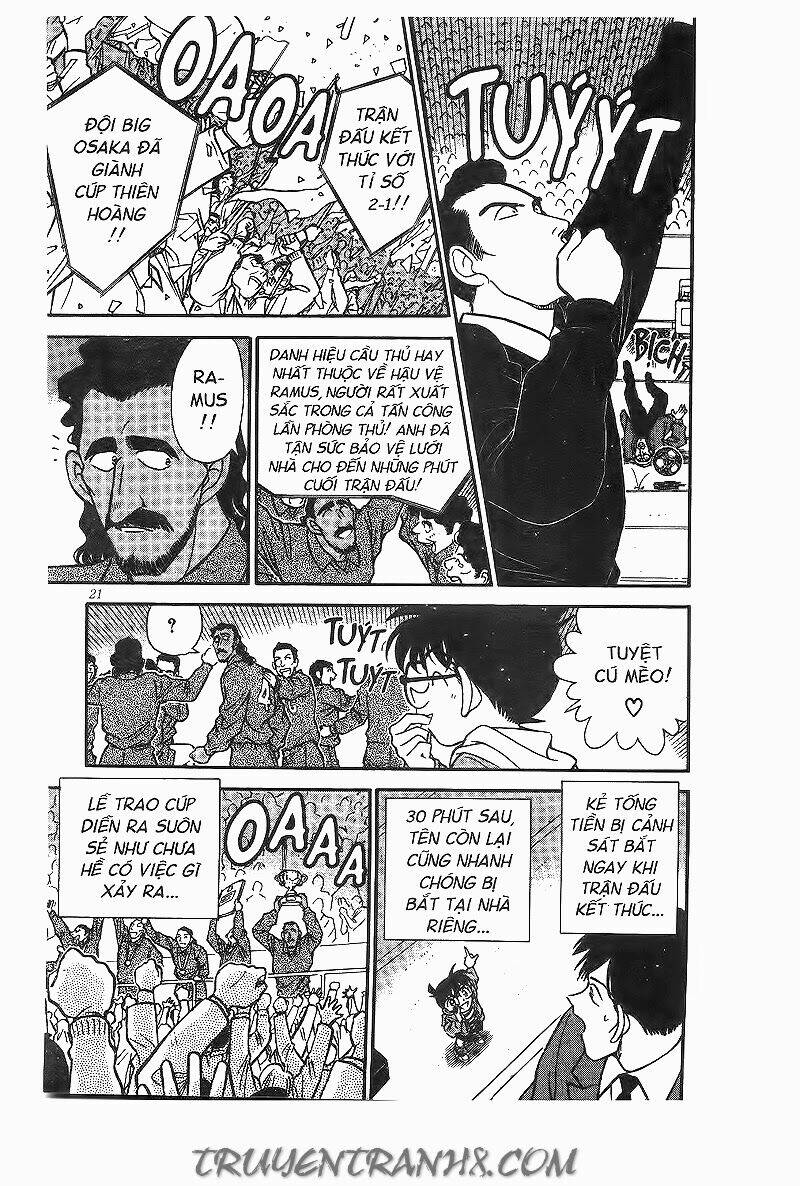 TUÝÝT
BỊCH
OAOA
TRẬN
ĐẤU KẾT
THÚC VỚI
TỈ SỐ
2-1!!
ĐỘI BIG
OSAKA ĐÃ
GIÀNH
CÚP THIÊN
HOÀNG
!!
DANH HIỆU CẦU THỦ HAY
NHẤT THUỘC VỀ HẬU VỆ
RAMUS, NGƯỜI RẤT XUẤT
SẮC TRONG CẢ TẤN CÔNG
LẪN PHÒNG THỦ! ANH ĐÃ
TẬN SỨC BẢO VỆ LƯỚI
NHÀ CHO ĐẾN NHỮNG PHÚT
CUỐI TRẬN ĐẤU!
RA-
MUS
!!
21
TUYỆT
CÚ MÈO!
♡
TUÝT
TUÝT
?
KẺ TỐNG
TIỀN BỊ CẢNH
SÁT BẮT
NGAY KHI
TRẬN ĐẤU
KẾT THÚC...
30 PHÚT SAU,
TÊN CÒN LẠI
CŨNG NHANH
CHÓNG BỊ
BẮT TẠI NHÀ
RIÊNG...
OAAA
LỄ TRAO CÚP
DIỄN RA SUÔN
SẺ NHƯ CHƯA
HỀ CÓ VIỆC GÌ
XẢY RA...
TRUYENTRANH8.COM